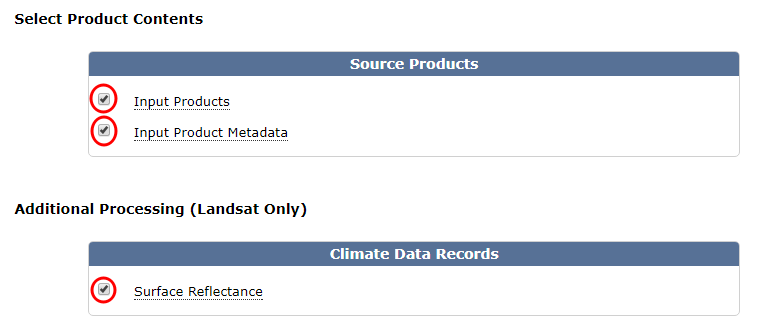 Select Product Contents
Source Products
Input Products
Input Product Metadata
Additional Processing (Landsat Only)
Climate Data Records
Surface Reflectance